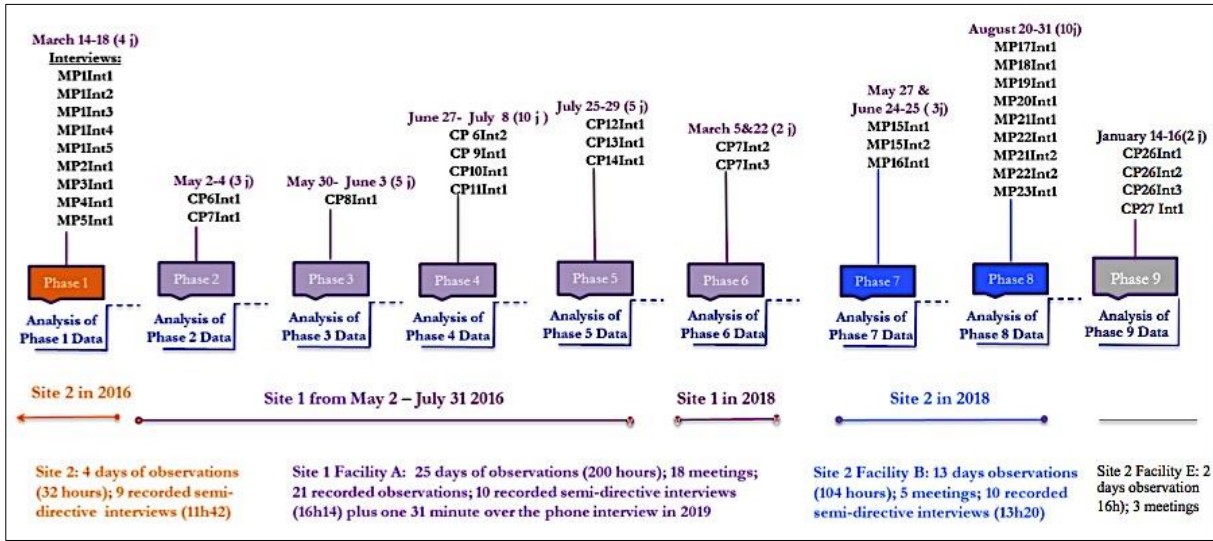 March 14-18 (4 j)
Interviews:
MP1Int1
MP1Int2
MP1Int3
MP1Int4
MP1Int5
MP2Int1
MP3Int1
MP4Int1
MP5Int1
May 2-4 (3 j)
CP6Int1
CP7Int1
May 30- June 3 (5 j)
CP8Int1
June 27- July 8 (10 j )
CP 6Int2
CP 9Int1
CP10Int1
CP11Int1
July 25-29 (5 j)
CP12Int1
CP13Int1
CP14Int1
March 5&22 (2 j)
CP7Int2
CP7Int3
May 27 &
June 24-25 ( 3j)
MP15Int1
MP15Int2
MP16Int1
August 20-31 (10j)
MP17Int1
MP18Int1
MP19Int1
MP20Int1
MP21Int1
MP22Int1
MP21Int2
MP22Int2
MP23Int1
January 14-16(2 j)
CP26Int1
CP26Int2
CP26Int3
CP27 Int1
Phase 1
Phase 2
Phase 3
Phase 4
Phase 5
Phase 6
Phase 7
Phase 8
Phase 9
Analysis of
Phase 1 Data
Analysis of
Phase 2 Data
Analysis of
Phase 3 Data
Analysis of
Phase 4 Data
Analysis of
Phase 5 Data
Analysis of
Phase 6 Data
Analysis of
Phase 7 Data
Analysis of
Phase 8 Data
Analysis of
Phase 9 Data
Site 2 in 2016
Site 1 from May 2 – July 31 2016
Site 1 in 2018
Site 2 in 2018
Site 2: 4 days of observations
(32 hours); 9 recorded semi-
directive interviews (11h42)
Site 1 Facility A: 25 days of observations (200 hours); 18 meetings;
21 recorded observations; 10 recorded semi-directive interviews
(16h14) plus one 31 minute over the phone interview in 2019
Site 2 Facility B: 13 days observations
(104 hours); 5 meetings; 10 recorded
semi-directive interviews (13h20)
Site 2 Facility E: 2
days observation
16h); 3 meetings